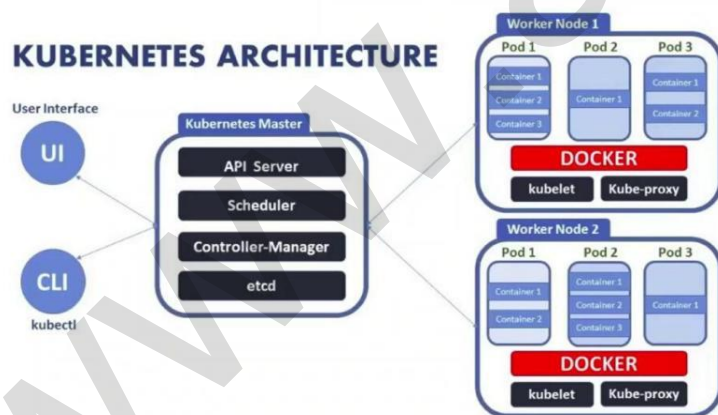 KUBERNETES ARCHITECTURE
User Interface
UI
CLI
kubectl
Kubernetes Master
API Server
Scheduler
Controller-Manager
etcd
Worker Node 1
Pod 1 Pod 2 Pod 3
Container 1
Container 2
Container 3
Container 1
Container 1
Container 2
DOCKER
kubelet Kube-proxy
Worker Node 2
Pod 1 Pod 2 Pod 3
Container 1
Container 2
Container 1
Container 2
Container 3
Container 1
DOCKER
kubelet Kube-proxy